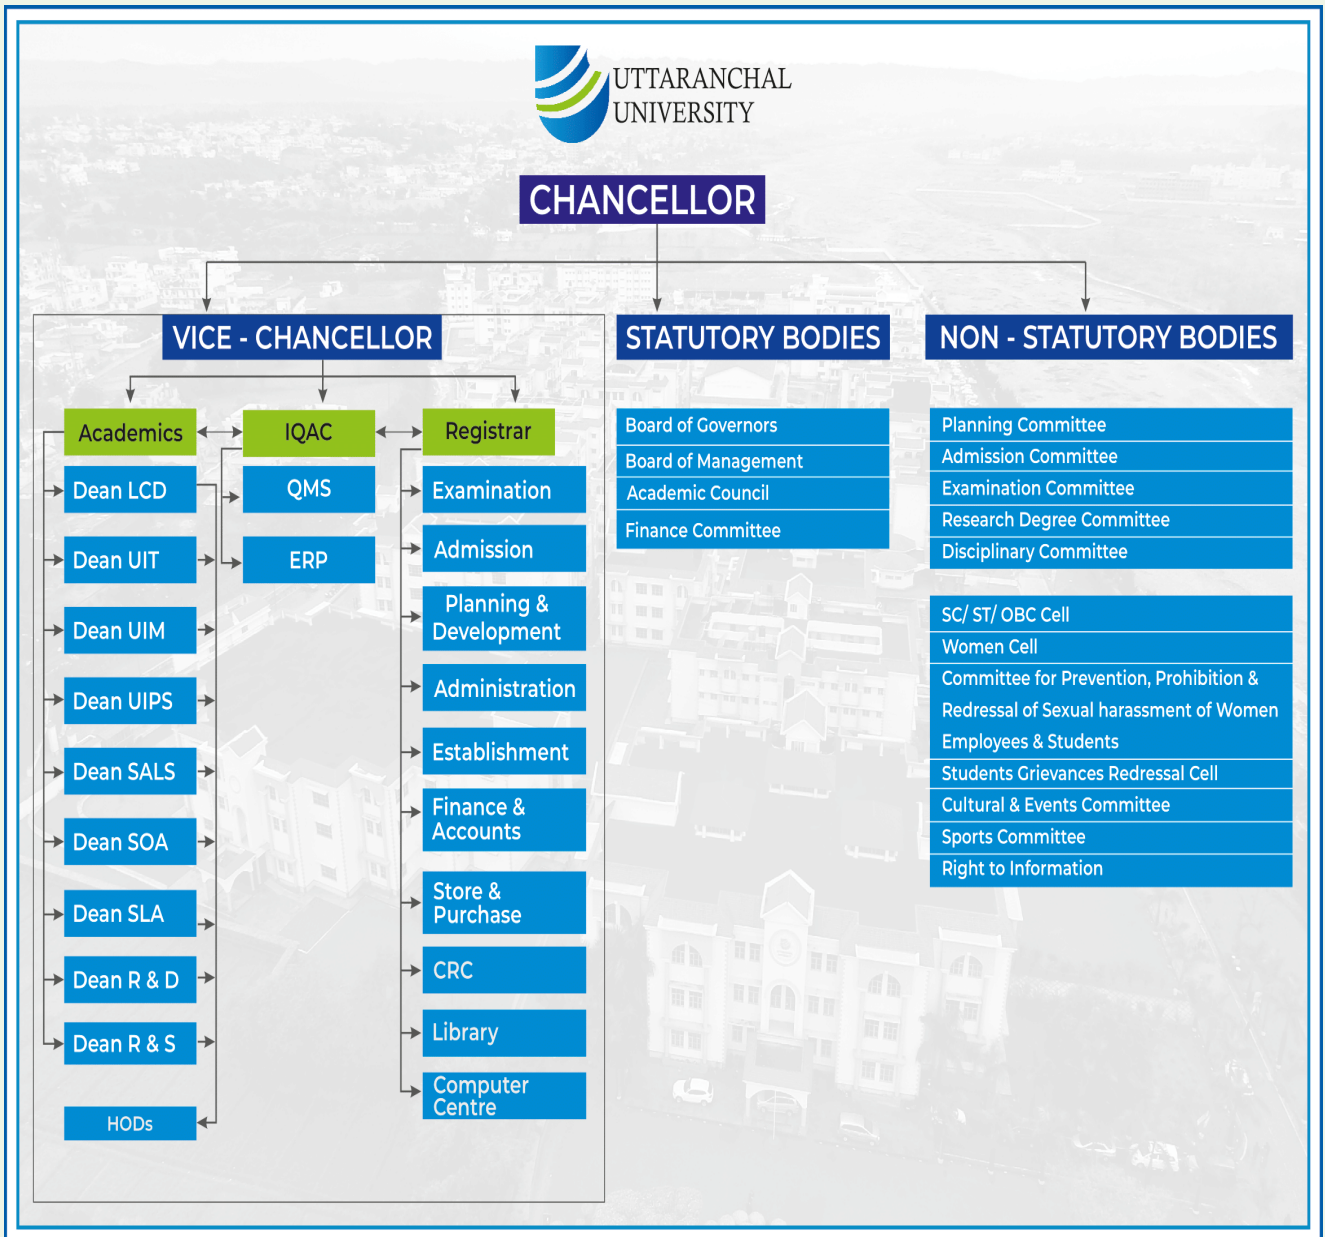 UTTARANCHAL
UNIVERSITY
CHANCELLOR
VICE - CHANCELLOR
Academics
Dean LCD
Dean UIT
Dean UIM
Dean UIPS
Dean SALS
Dean SOA
Dean SLA
Dean R & D
Dean R & S
HODs
IQAC
QMS
ERP
Registrar
Examination
Admission
Planning &
Development
Administration
Establishment
Finance &
Accounts
Store &
Purchase
CRC
Library
Computer
Centre
STATUTORY BODIES
Board of Governors
Board of Management
Academic Council
Finance Committee
NON - STATUTORY BODIES
Planning Committee
Admission Committee
Examination Committee
Research Degree Committee
Disciplinary Committee
SC/ ST/ OBC Cell
Women Cell
Committee for Prevention, Prohibition &
Redressal of Sexual harassment of Women
Employees & Students
Students Grievances Redressal Cell
Cultural & Events Committee
Sports Committee
Right to Information